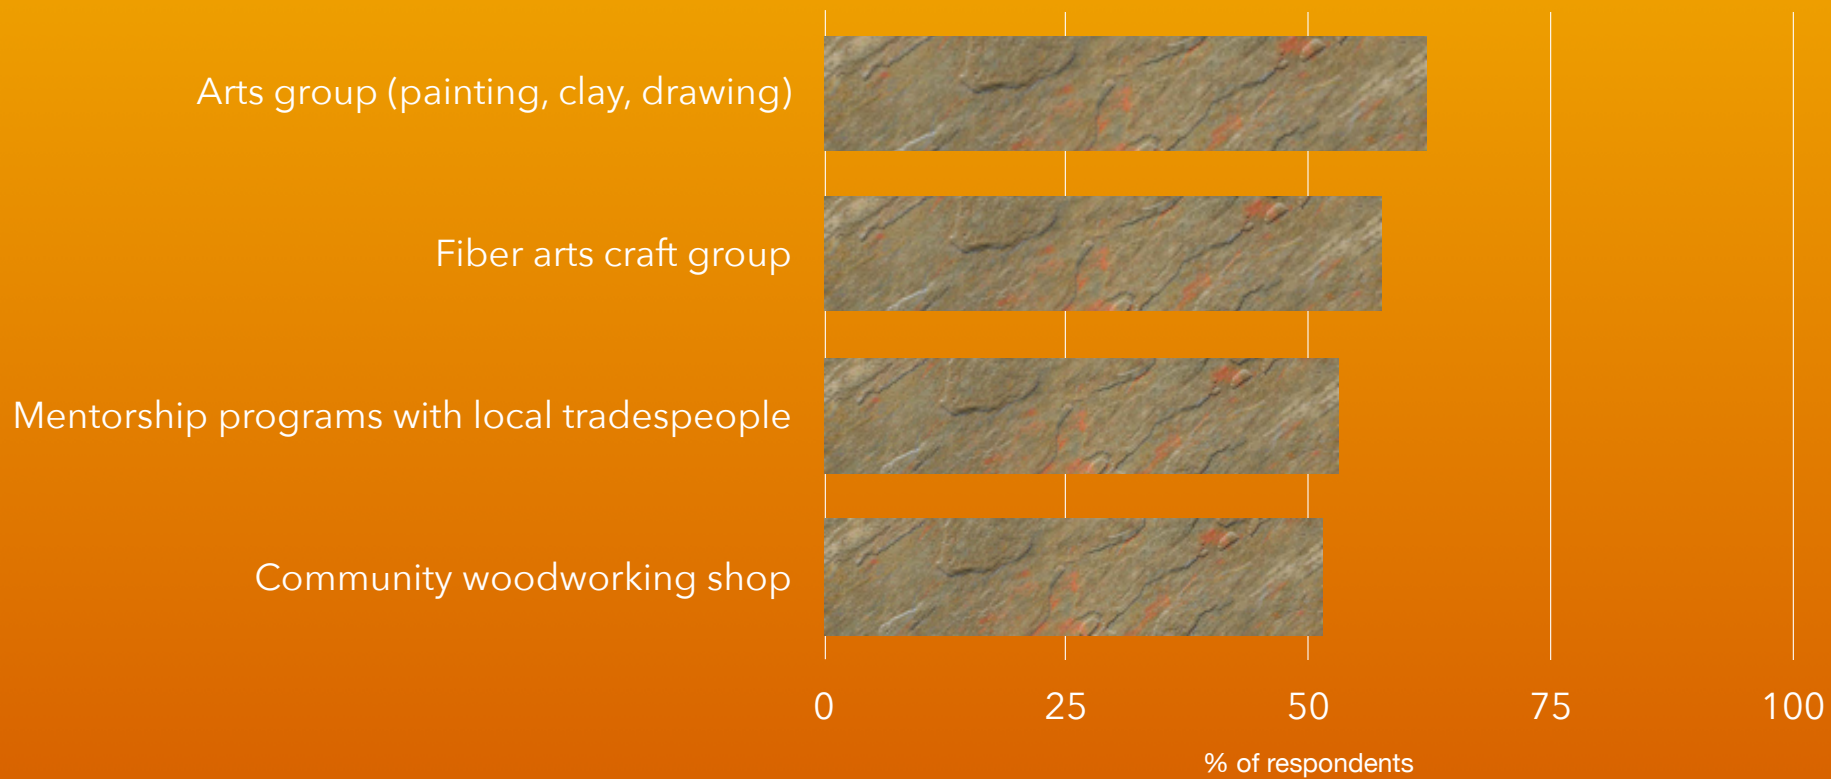 Arts group (painting, clay, drawing)
Fiber arts craft group
Mentorship programs with local tradespeople
Community woodworking shop
0 25 50 75 100
% of respondents